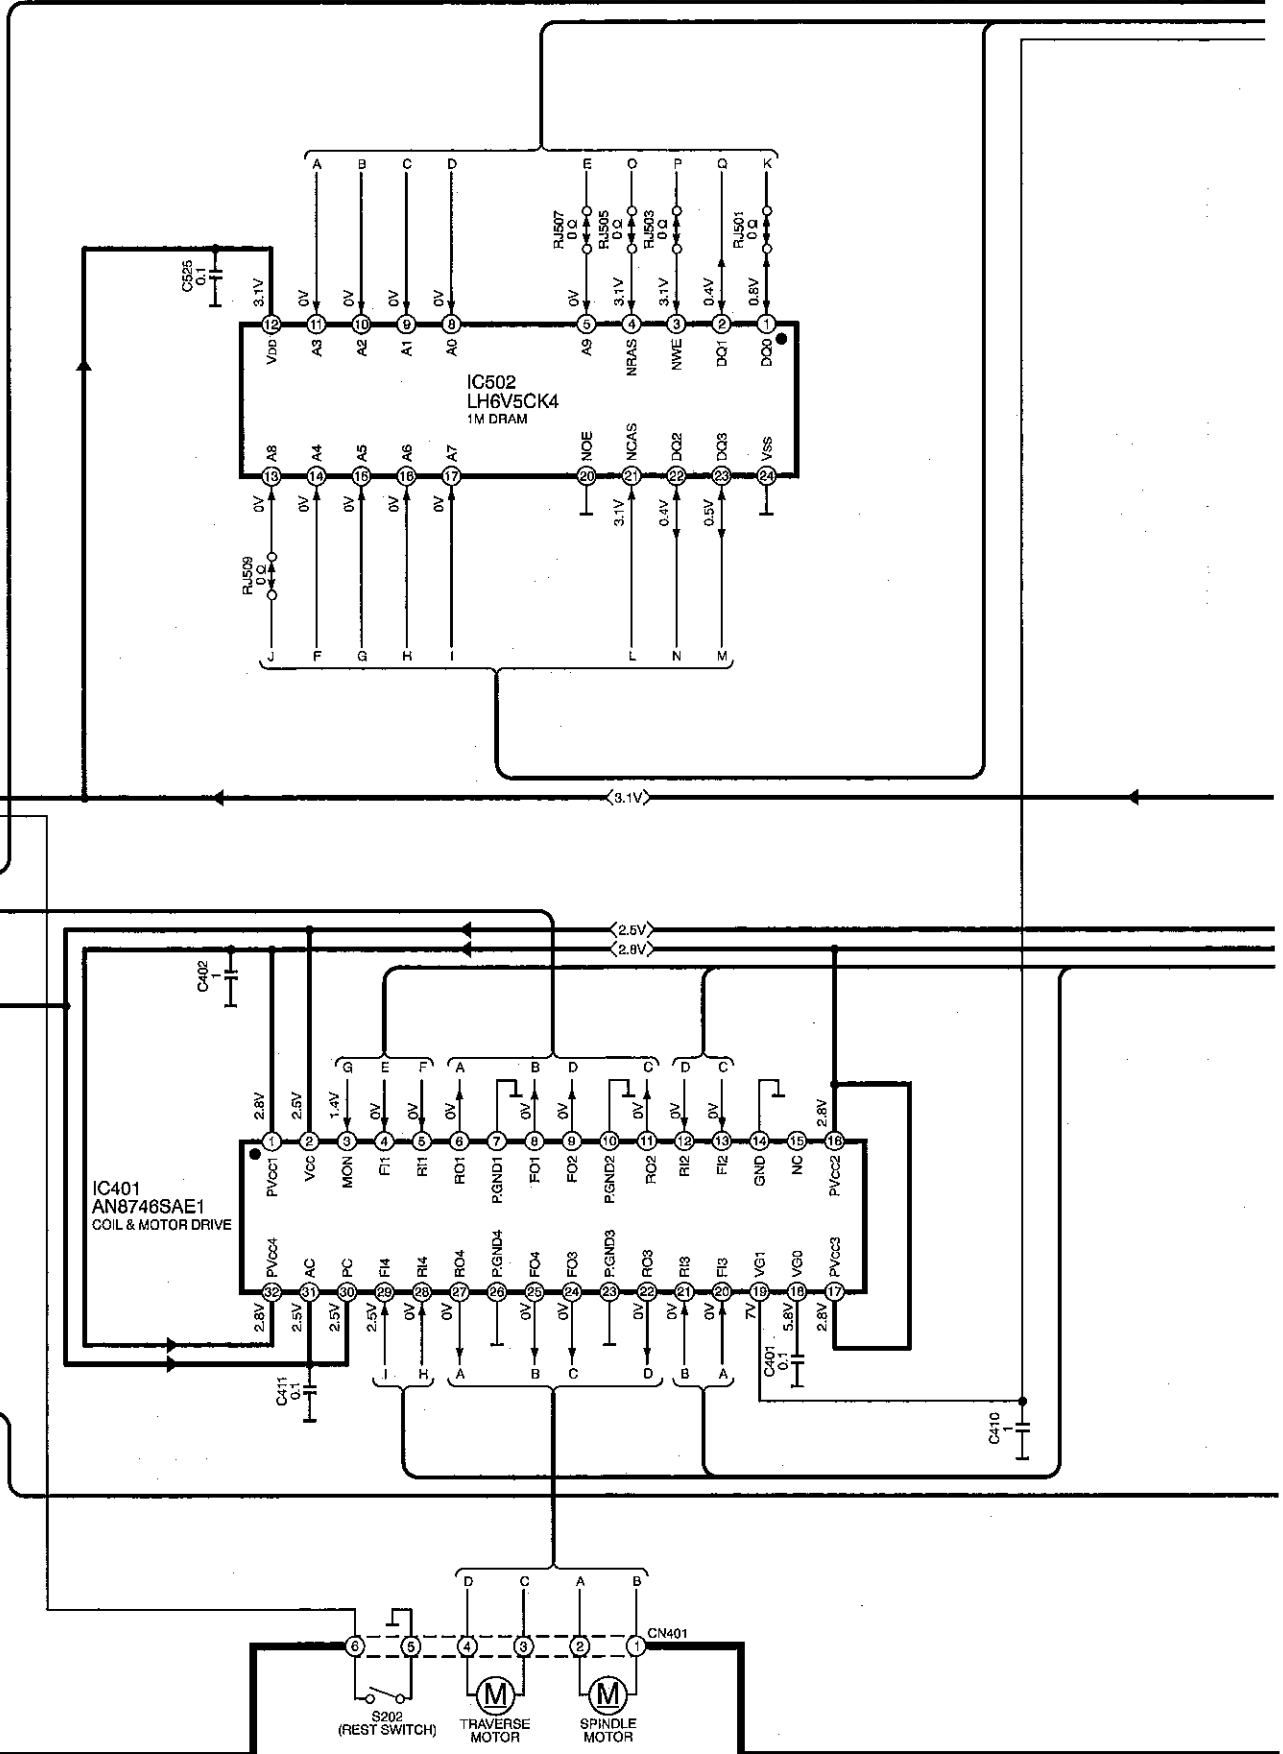 A B C D E O P Q K
RJ507 0 Ω RJ505 0 Ω RJ503 0 Ω RJ501 0 Ω
C525 0.1
3.1V 0V 0V 0V 0V 0V 3.1V 3.1V 0.4V 0.8V
12 11 10 9 8 5 4 3 2 1
VDD A3 A2 A1 A0 A9 NRAS NWE DQ1 DQ0
IC502
LH6V5CK4
1M DRAM
A8 A4 A5 A6 A7 NOE NCAS DQ2 DQ3 VSS
13 14 15 16 17 20 21 22 23 24
0V 0V 0V 0V 0V 3.1V 0.4V 0.5V
RJ509 0 Ω
J F G H I L N M
3.1V
2.5V
2.8V
C402 1
G E F A B D C D C
2.8V 2.5V 1.4V 0V 0V 0V 0V 0V 0V 0V 0V 2.8V
1 2 3 4 5 6 7 8 9 10 11 12 13 14 15 16
PVCC1 VCC MON FI1 RI1 RO1 P.GND1 FO1 FO2 P.GND2 RO2 RI2 FI2 GND NC PVCC2
IC401
AN8746SAE1
COIL & MOTOR DRIVE
PVCC4 AC PC FI4 RI4 RO4 P.GND4 FO4 FO3 P.GND3 RO3 RI3 FI3 VG1 VG0 PVCC3
32 31 30 29 28 27 26 25 24 23 22 21 20 19 18 17
2.8V 2.5V 2.5V 2.5V 0V 0V 0V 0V 0V 0V 0V 7V 5.8V 2.8V
C401 0.1
I H A B C D B A
C411 0.1
C410 1
D C A B
6 5 4 3 2 1 CN401
M M
S202
(REST SWITCH)
TRAVERSE
MOTOR
SPINDLE
MOTOR